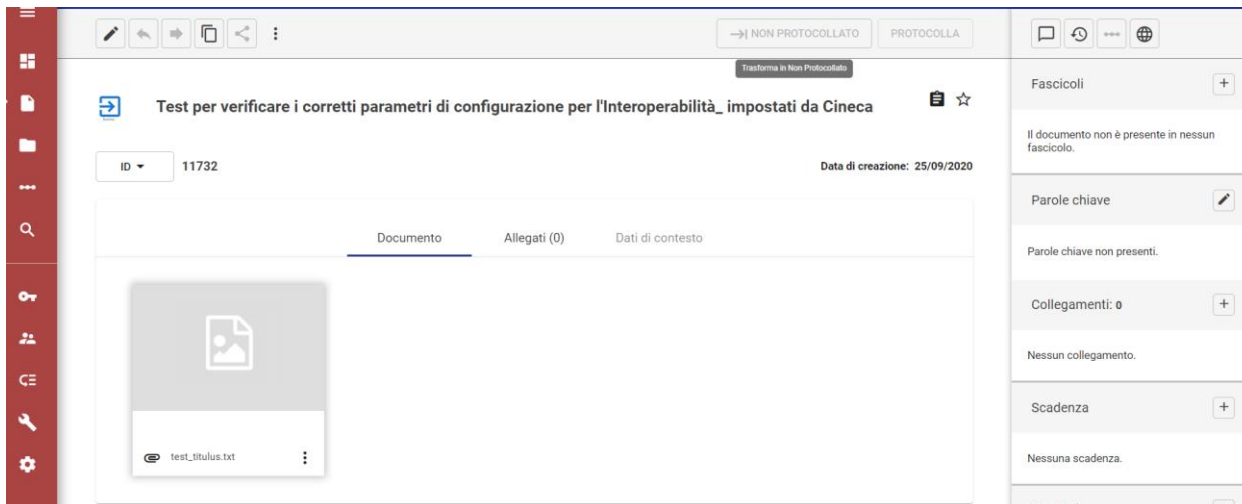 NON PROTOCOLLATO
PROTOCOLLA
Trasforma in Non Protocollato
Test per verificare i corretti parametri di configurazione per l'Interoperabilità_ impostati da Cineca
ID
11732
Data di creazione: 25/09/2020
Documento
Allegati (0)
Dati di contesto
test_titulus.txt
Fascicoli
Il documento non è presente in nessun
fascicolo.
Parole chiave
Parole chiave non presenti.
Collegamenti: 0
Nessun collegamento.
Scadenza
Nessuna scadenza.